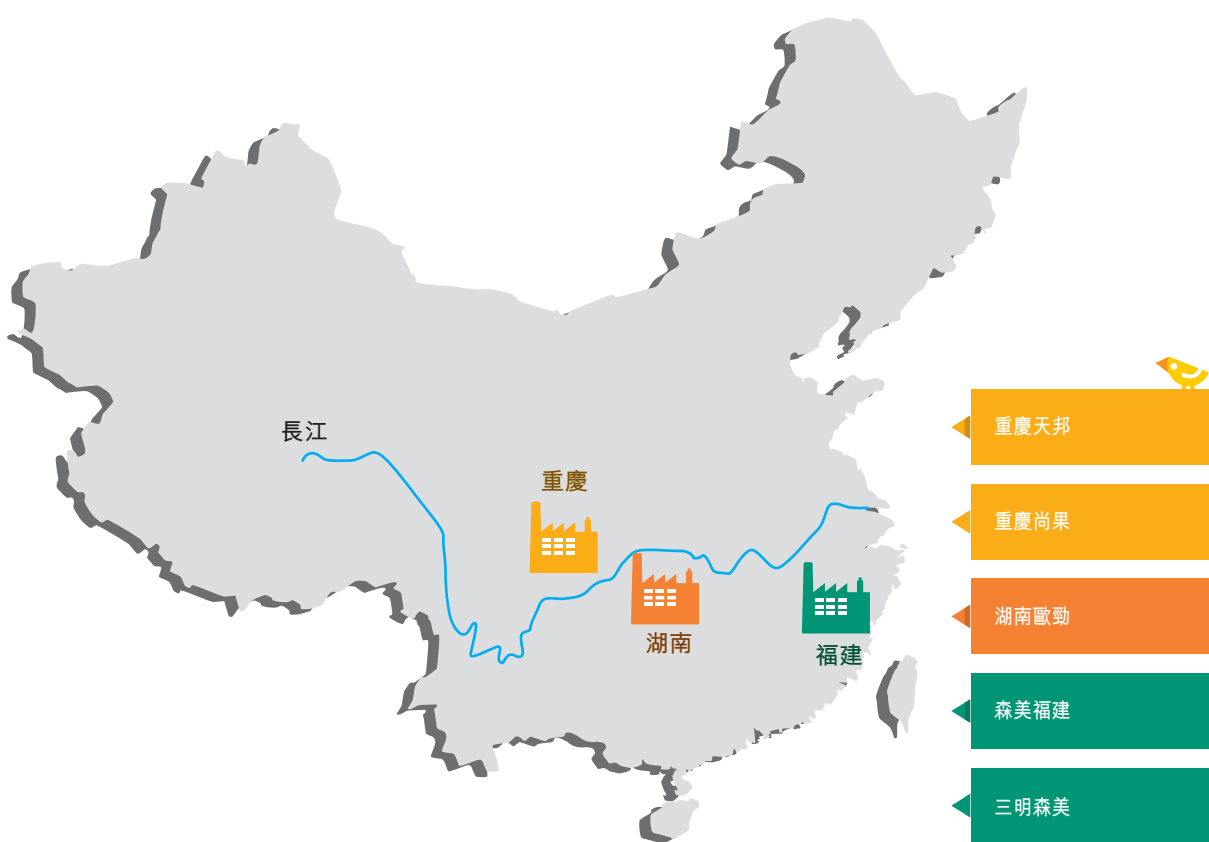 長江
重慶
湖南
福建
重慶天邦
重慶尚果
湖南歐勁
森美福建
三明森美